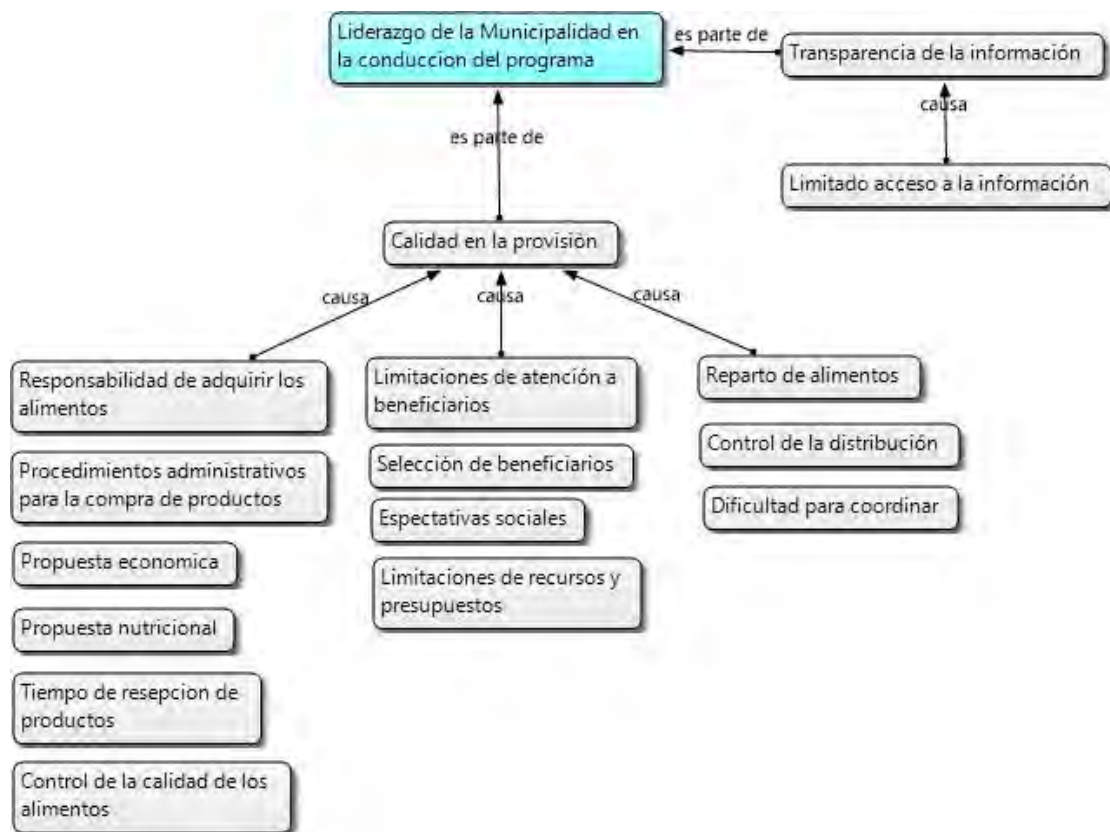 Liderazgo de la Municipalidad en
la conduccion del programa
es parte de
Transparencia de la información
causa
Limitado acceso a la información
es parte de
Calidad en la provisión
causa
causa
causa
Responsabilidad de adquirir los
alimentos
Procedimientos administrativos
para la compra de productos
Propuesta economica
Propuesta nutricional
Tiempo de resepcion de
productos
Control de la calidad de los
alimentos
Limitaciones de atención a
beneficiarios
Selección de beneficiarios
Espectativas sociales
Limitaciones de recursos y
presupuestos
Reparto de alimentos
Control de la distribución
Dificultad para coordinar